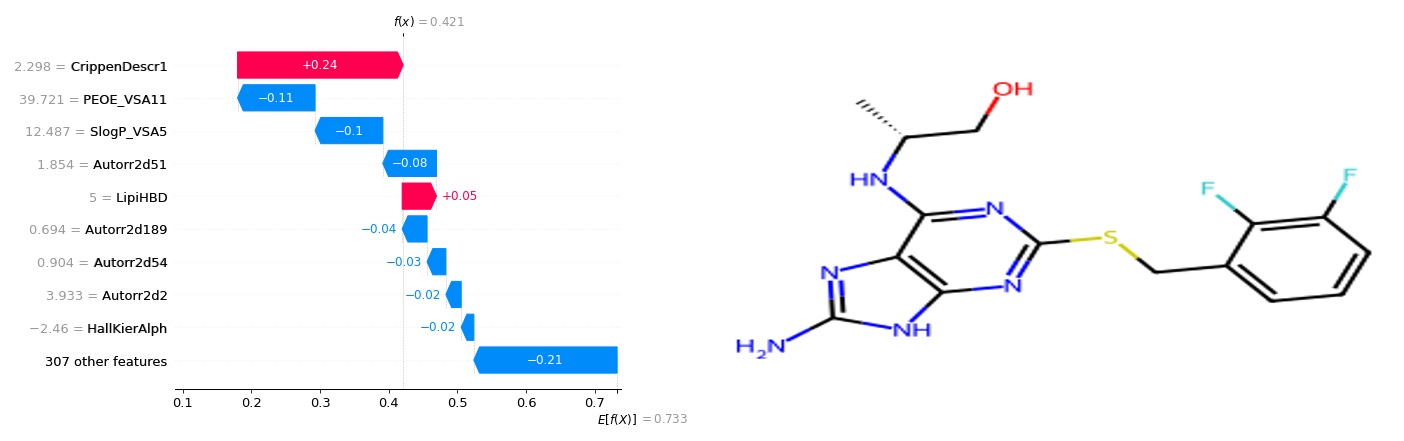 f(x) = 0.421
2.298 = CrippenDescr1
+0.24
39.721 = PEOE_VSA11
−0.11
12.487 = SlogP_VSA5
−0.1
1.854 = Autorr2d51
−0.08
5 = LipiHBD
+0.05
0.694 = Autorr2d189
−0.04
0.904 = Autorr2d54
−0.03
3.933 = Autorr2d2
−0.02
−2.46 = HallKierAlph
−0.02
307 other features
−0.21
0.1 0.2 0.3 0.4 0.5 0.6 0.7
E[f(X)] = 0.733
OH
HN
N
S
F
F
N
N
NH
H2N